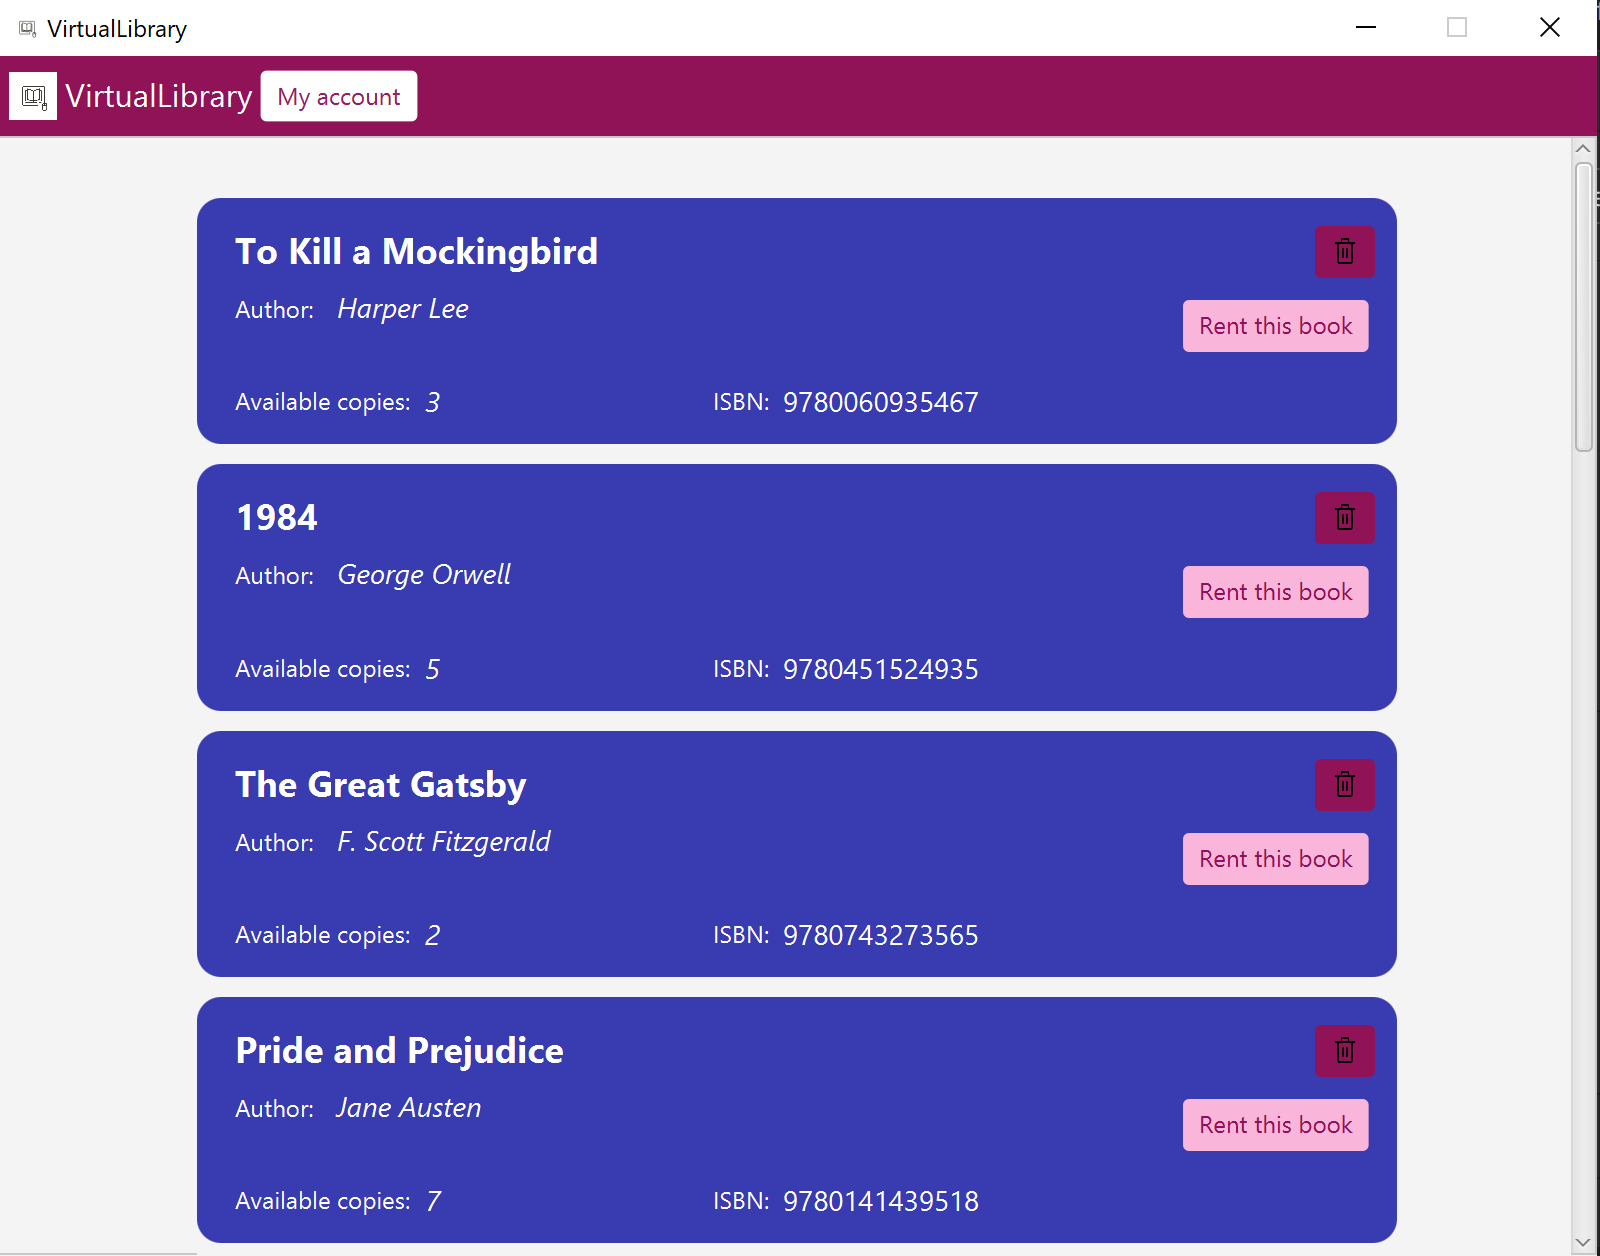 VirtualLibrary
VirtualLibrary My account
To Kill a Mockingbird
Author: Harper Lee
Rent this book
Available copies: 3 ISBN: 9780060935467
1984
Author: George Orwell
Rent this book
Available copies: 5 ISBN: 9780451524935
The Great Gatsby
Author: F. Scott Fitzgerald
Rent this book
Available copies: 2 ISBN: 9780743273565
Pride and Prejudice
Author: Jane Austen
Rent this book
Available copies: 7 ISBN: 9780141439518